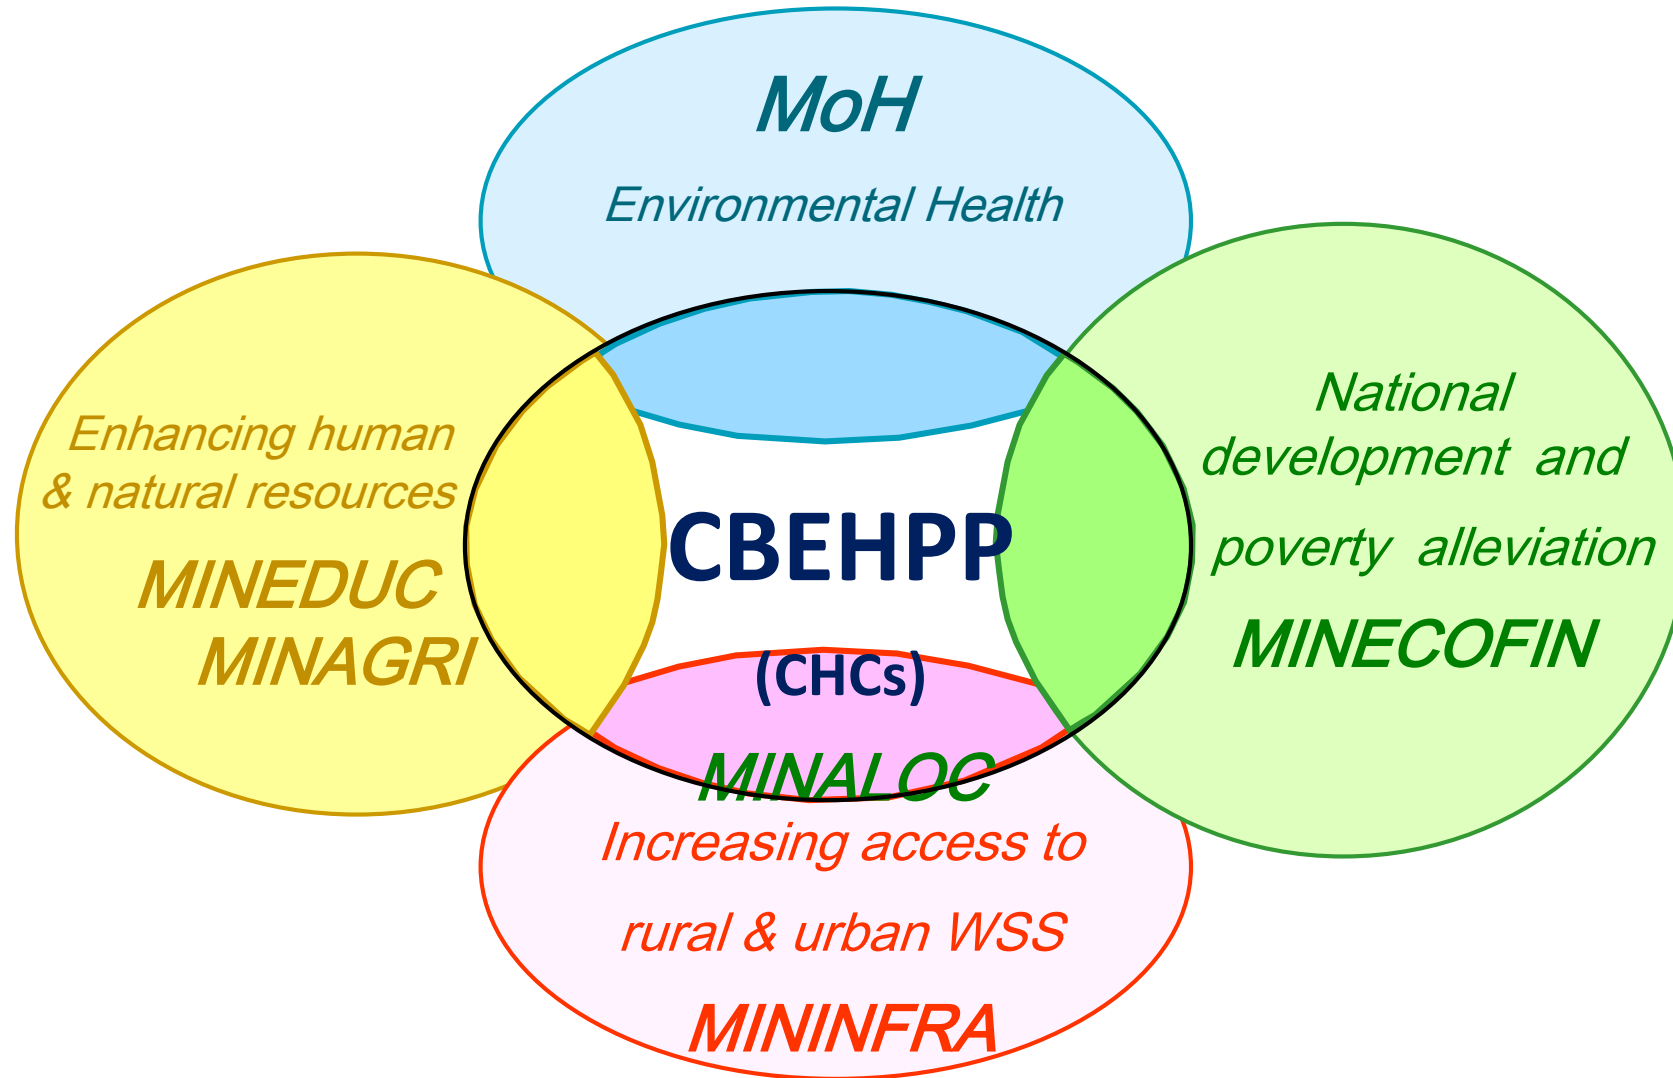 MoH
Environmental Health
Enhancing human
& natural resources
MINEDUC
MINAGRI
CBEHPP
(CHCs)
MINALOC
National
development and
poverty alleviation
MINECOFIN
Increasing access to
rural & urban WSS
MININFRA